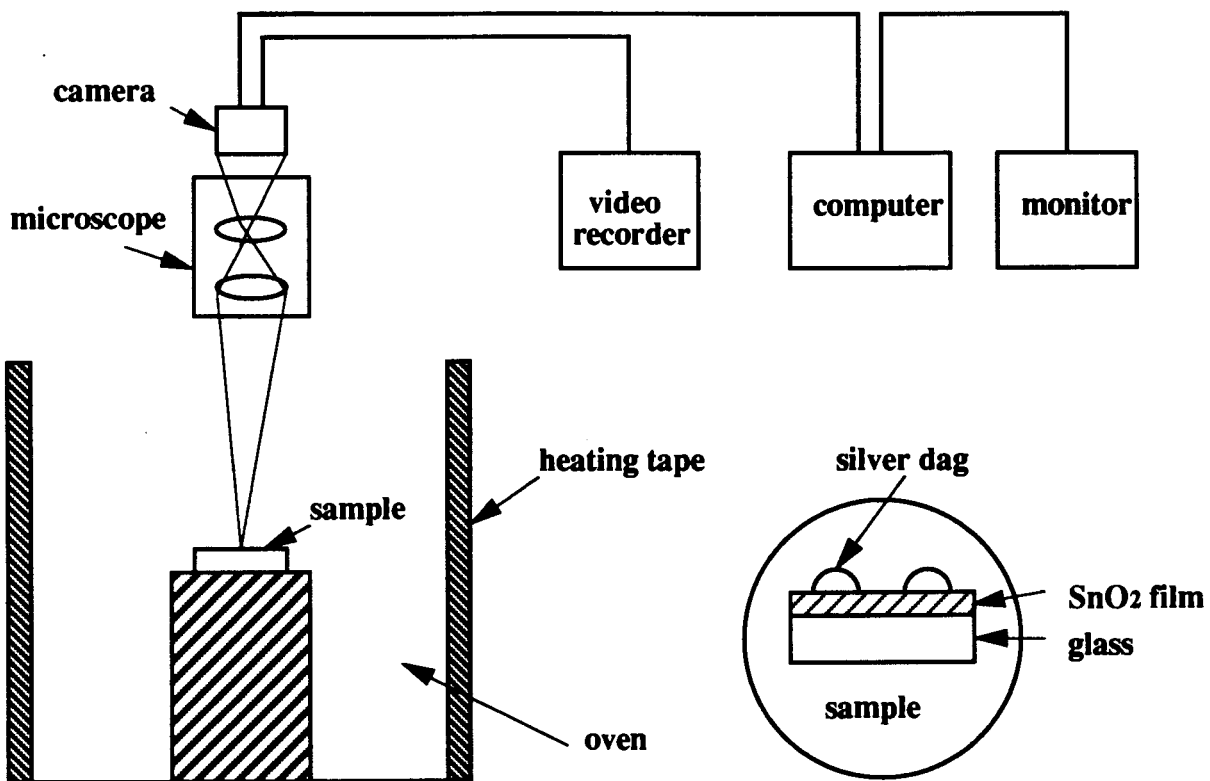 camera
microscope
video
recorder
computer
monitor
heating tape
sample
oven
silver dag
SnO2 film
glass
sample